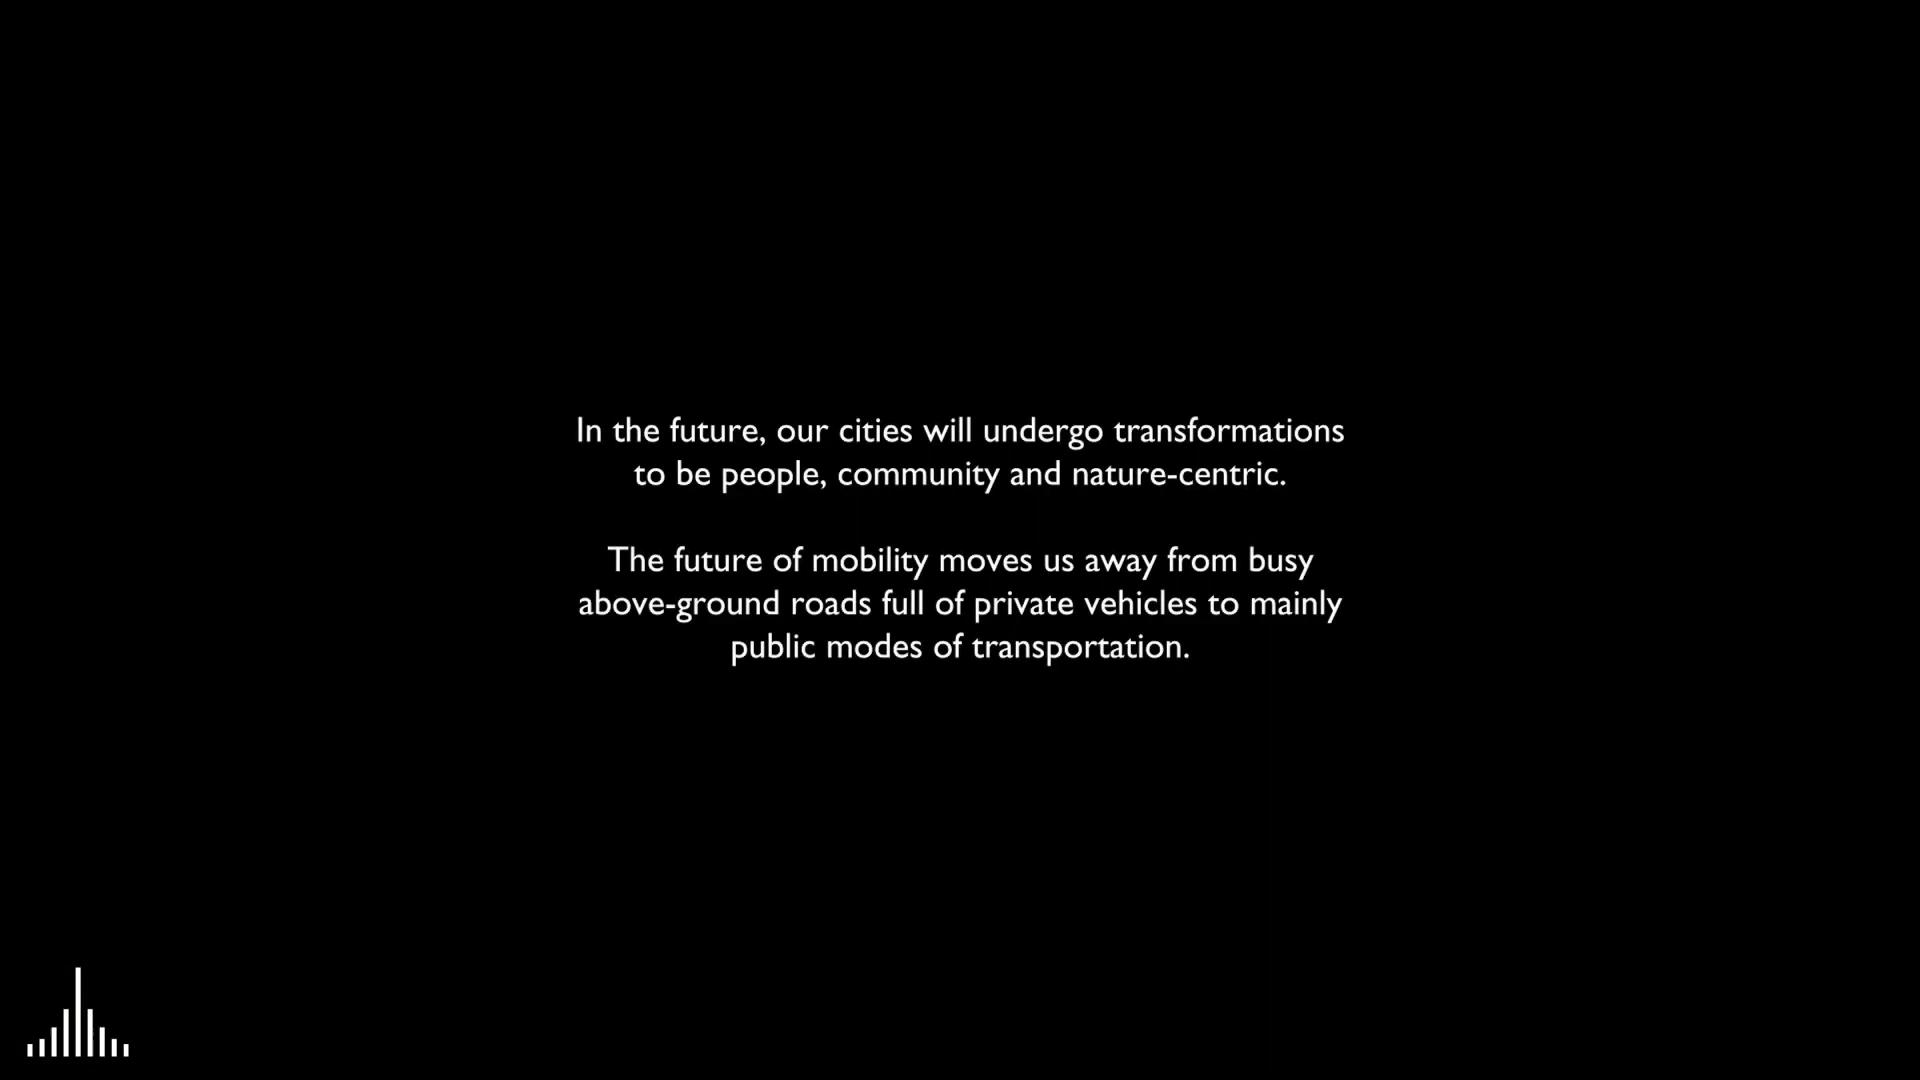 In the future, our cities will undergo transformations
to be people, community and nature-centric.
The future of mobility moves us away from busy
above-ground roads full of private vehicles to mainly
public modes of transportation.